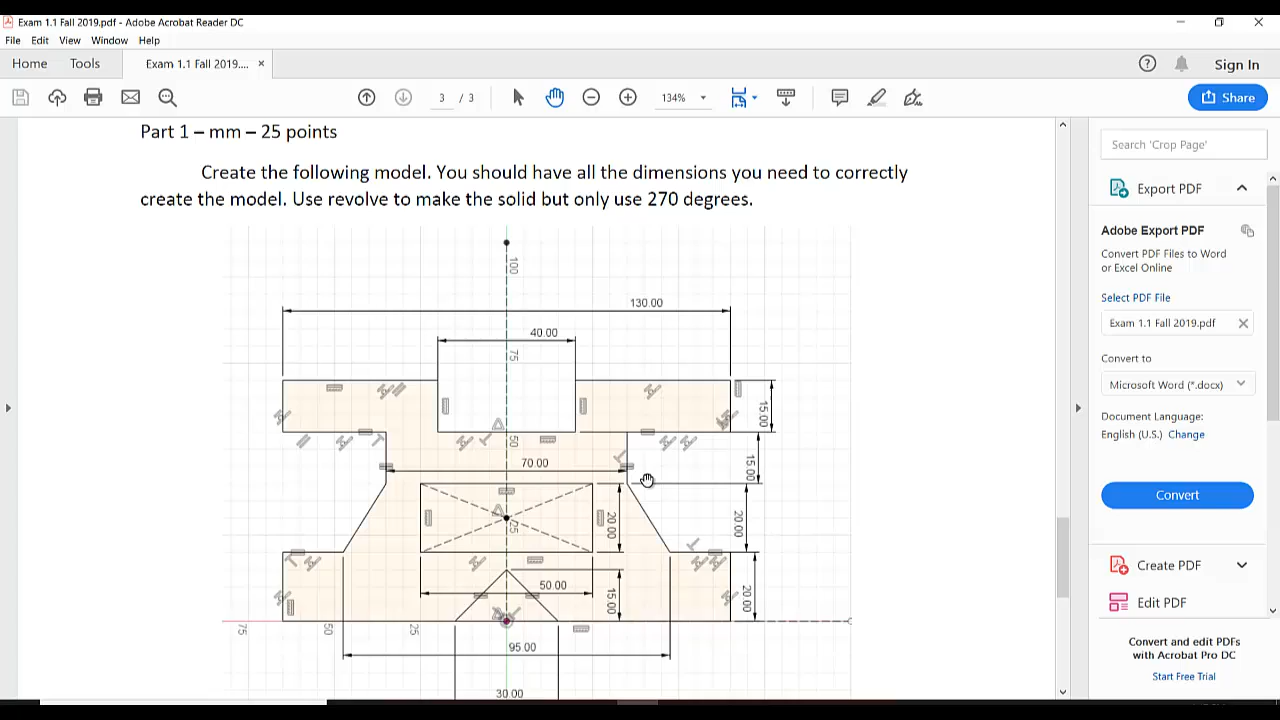 Exam 1.1 Fall 2019.pdf - Adobe Acrobat Reader DC
File Edit View Window Help
Home Tools Exam 1.1 Fall 2019.... × Sign In
3 / 3 134% Share
Part 1 – mm – 25 points
Create the following model. You should have all the dimensions you need to correctly
create the model. Use revolve to make the solid but only use 270 degrees.
100
130.00
40.00
75
15.00
50
70.00
15.00
25
20.00
20.00
50.00
15.00
20.00
75
50
25
95.00
30.00
Search 'Crop Page'
Export PDF
Adobe Export PDF
Convert PDF Files to Word
or Excel Online
Select PDF File
Exam 1.1 Fall 2019.pdf
Convert to
Microsoft Word (*.docx)
Document Language:
English (U.S.) Change
Convert
Create PDF
Edit PDF
Convert and edit PDFs
with Acrobat Pro DC
Start Free Trial